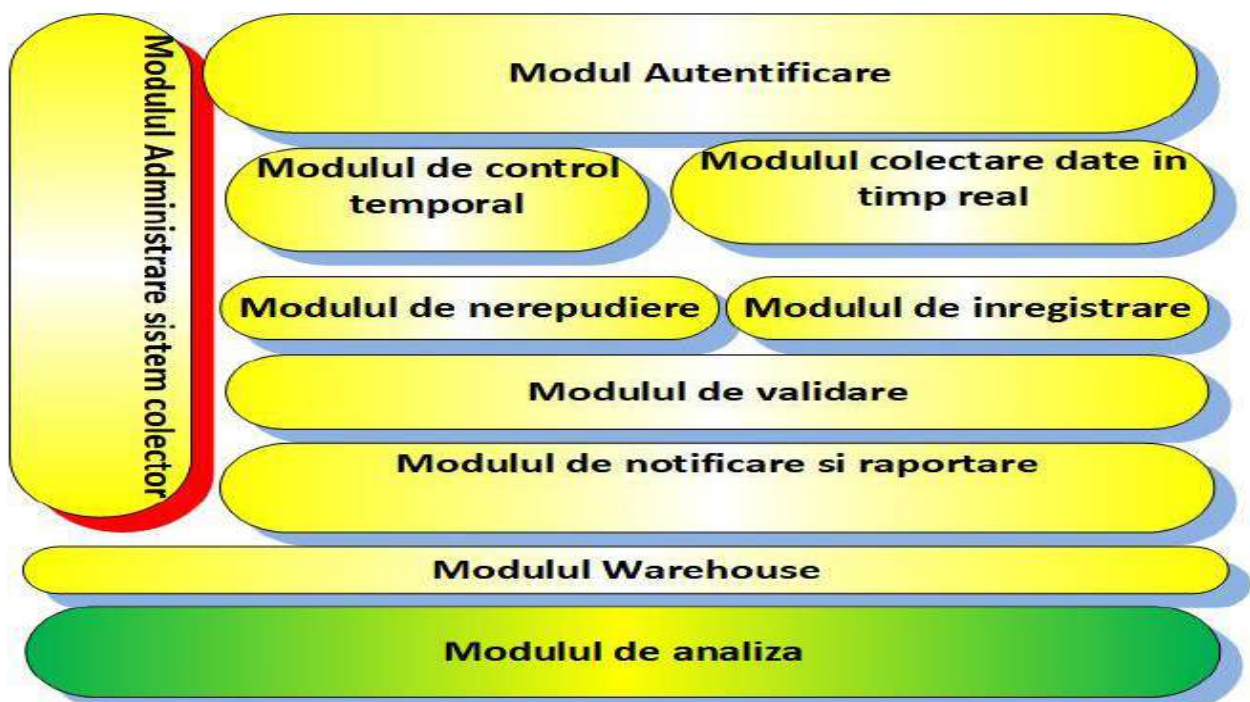 Modulul Administrare sistem colector
Modul Autentificare
Modulul de control
temporal
Modulul colectare date in
timp real
Modulul de nerepudiere
Modulul de inregistrare
Modulul de validare
Modulul de notificare si raportare
Modulul Warehouse
Modulul de analiza